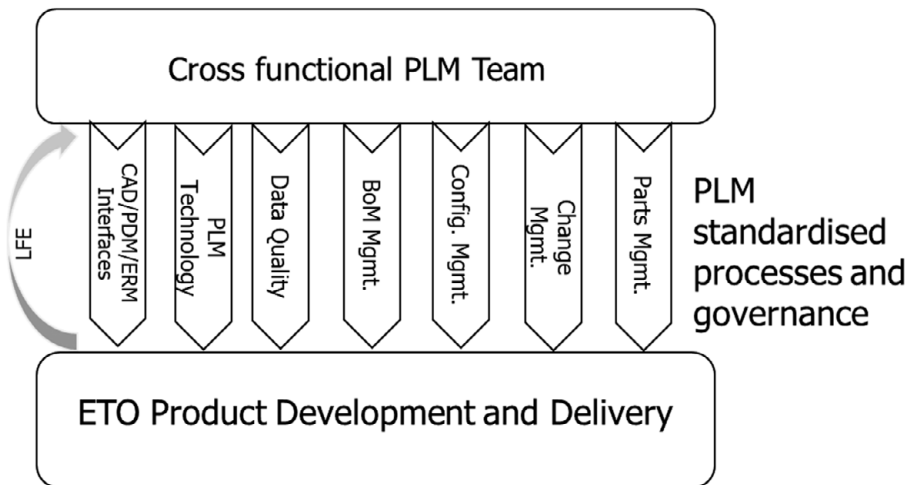 Cross functional PLM Team
LFE
CAD/PDM/ERM
Interfaces
PLM
Technology
Data Quality
BoM Mgmt.
Config. Mgmt.
Change
Mgmt.
Parts Mgmt.
PLM
standardised
processes and
governance
ETO Product Development and Delivery